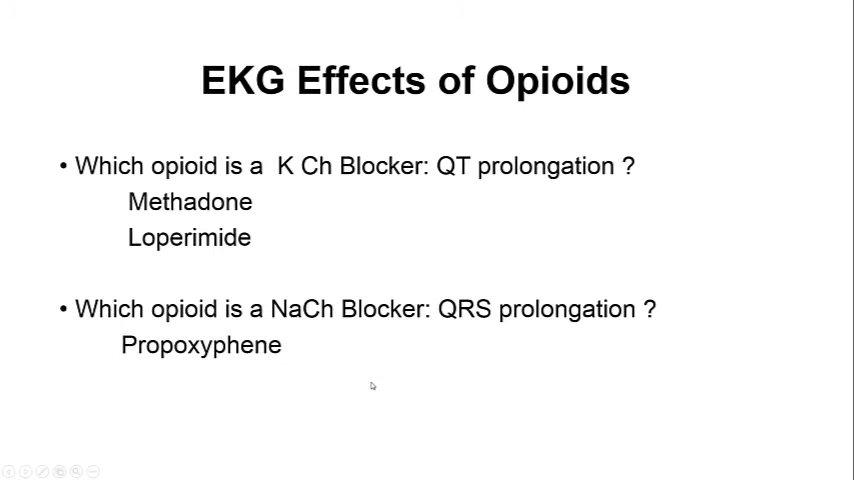 EKG Effects of Opioids
• Which opioid is a K Ch Blocker: QT prolongation ?
Methadone
Loperimide
• Which opioid is a NaCh Blocker: QRS prolongation ?
Propoxyphene